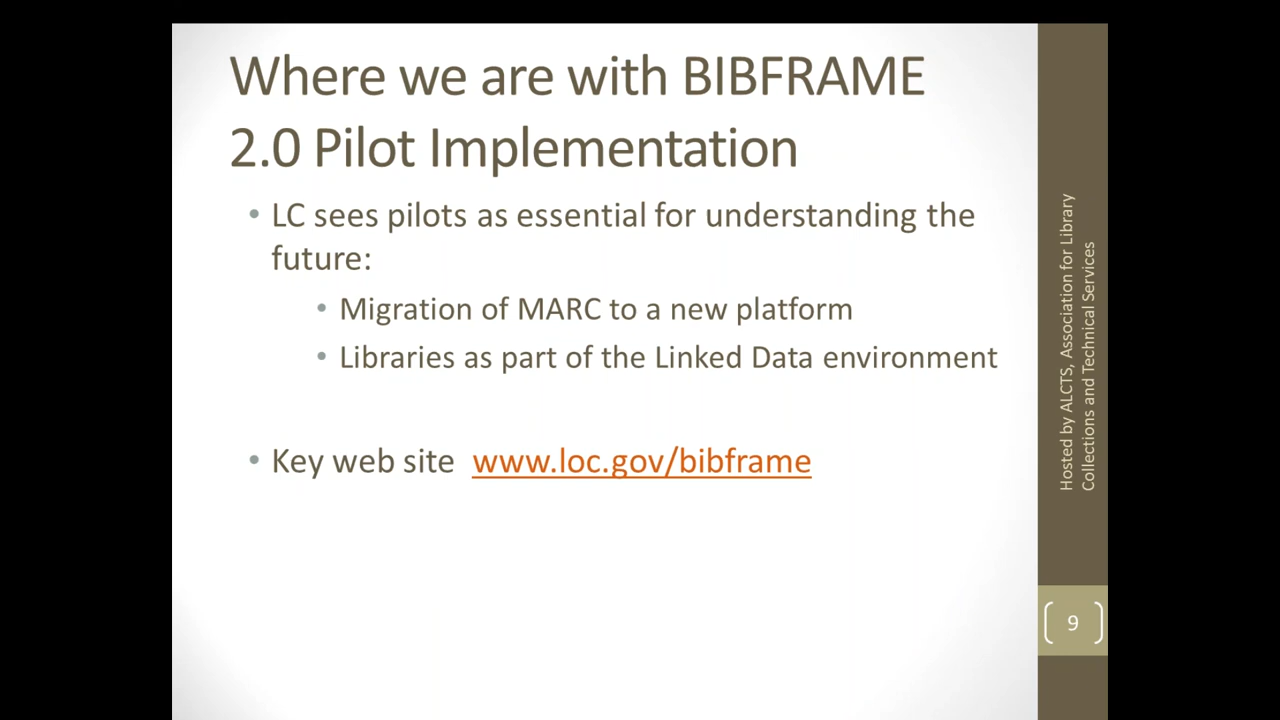 Where we are with BIBFRAME
2.0 Pilot Implementation
• LC sees pilots as essential for understanding the
future:
• Migration of MARC to a new platform
• Libraries as part of the Linked Data environment
• Key web site www.loc.gov/bibframe
Hosted by ALCTS, Association for Library
Collections and Technical Services
9